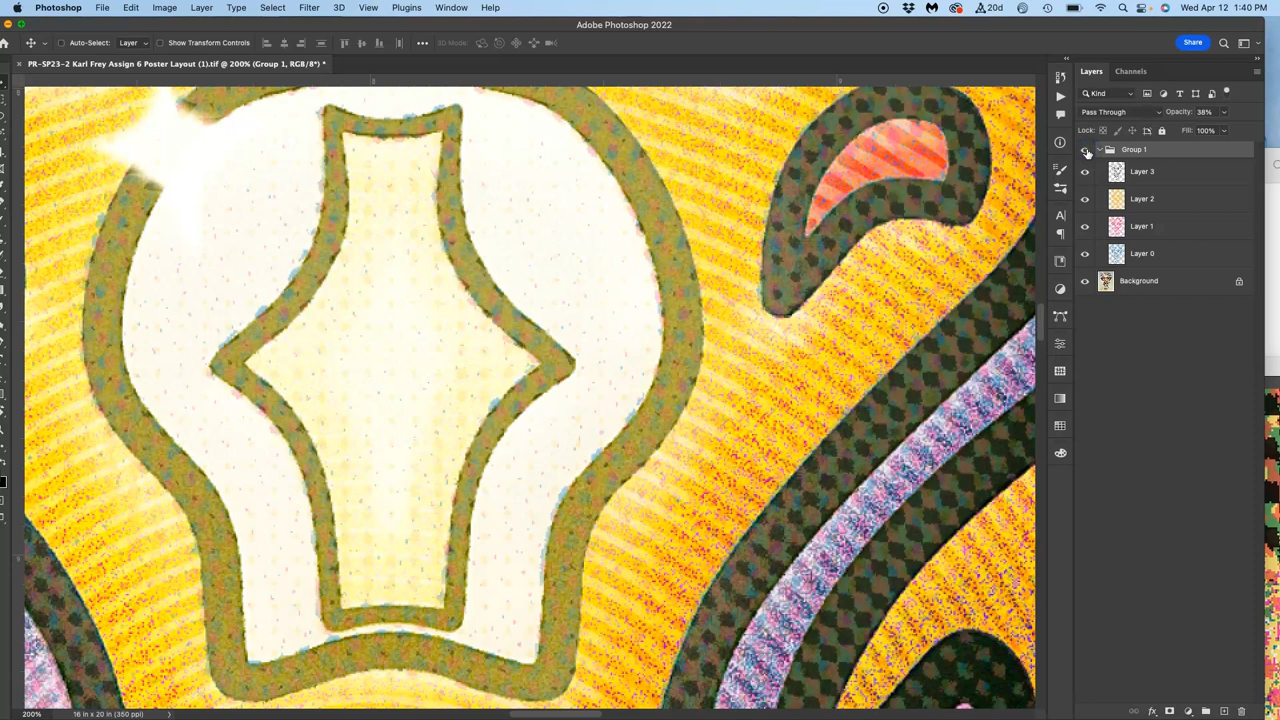 Photoshop File Edit Image Layer Type Select Filter 3D View Plugins Window Help 20d Wed Apr 12 1:40 PM
Adobe Photoshop 2022
Auto-Select: Layer Show Transform Controls 3D Mode: Share
× PR-SP23-2 Karl Frey Assign 6 Poster Layout (1).tif @ 200% (Group 1, RGB/8*) *
Layers Channels
Kind
Pass Through Opacity: 38%
Lock: Fill: 100%
Group 1
Layer 3
Layer 2
Layer 1
Layer 0
Background
8
9
8
9
200% 16 in x 20 in (350 ppi)